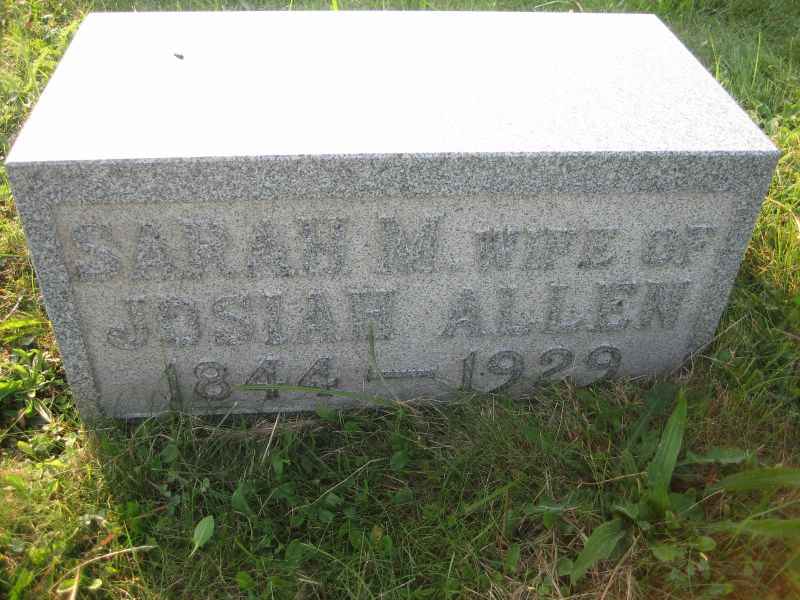 SARAH M. WIFE OF
JOSIAH ALLEN
1844 — 1929